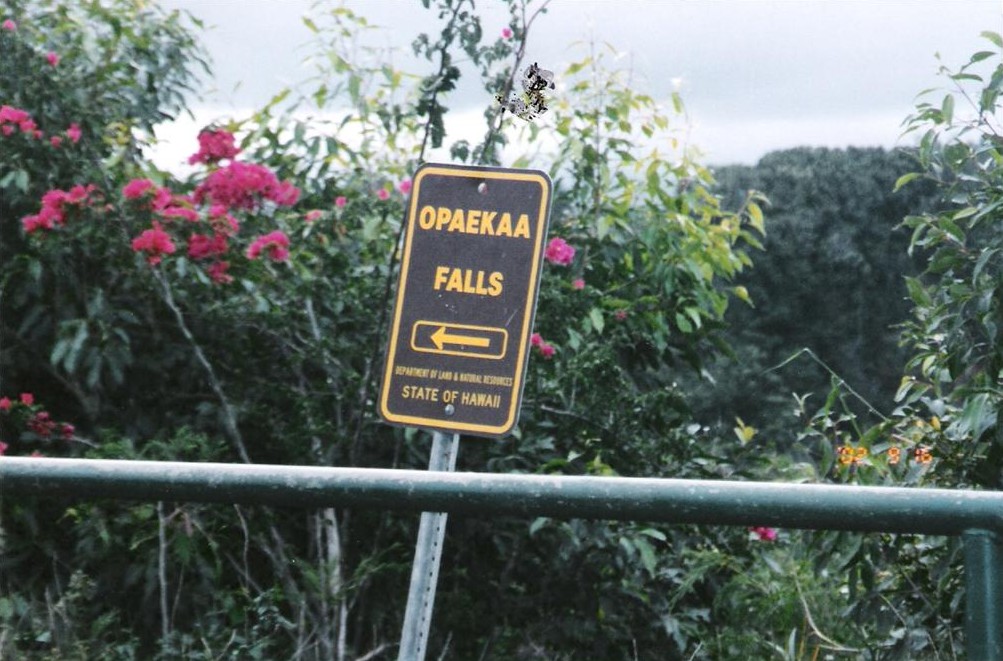 OPAEKAA
FALLS
DEPARTMENT OF LAND & NATURAL RESOURCES
STATE OF HAWAII